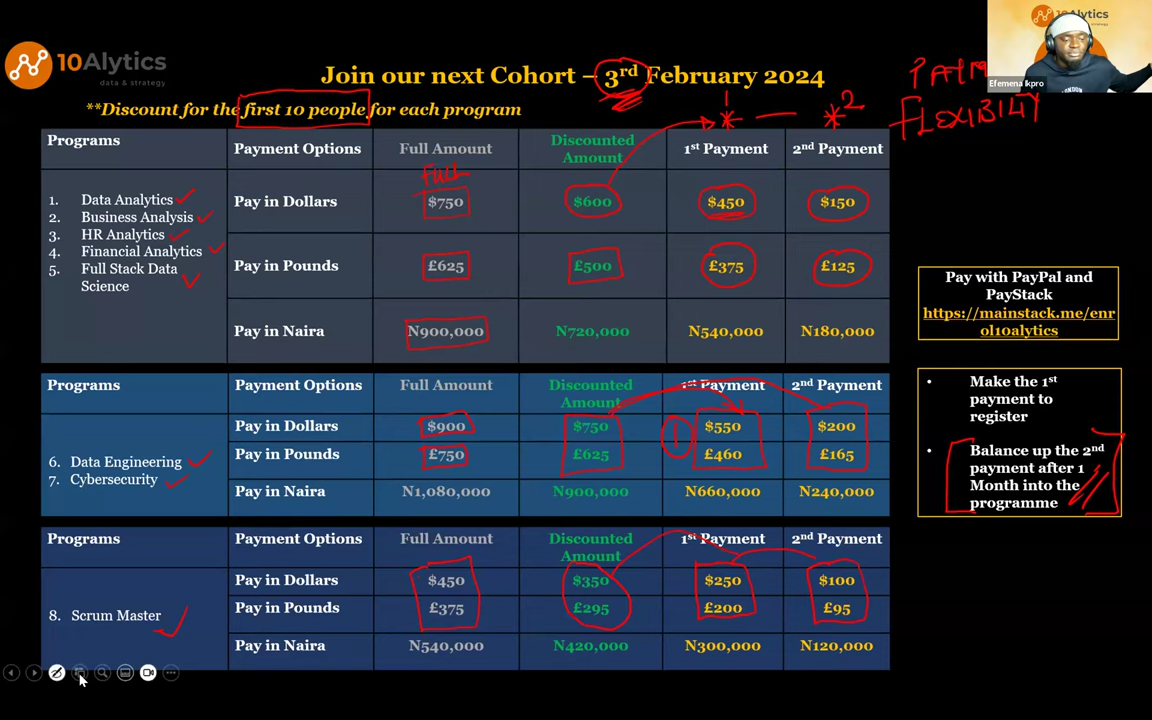 10Alytics
data & strategy
10Alytics
Efemena Ikpro
Join our next Cohort – 3rd February 2024
FLEXIBILITY
**Discount for the first 10 people for each program
1 * — * 2
Programs
Payment Options
Full Amount
Discounted
Amount
1st Payment
2nd Payment
FULL
1. Data Analytics
2. Business Analysis
3. HR Analytics
4. Financial Analytics
5. Full Stack Data
Science
Pay in Dollars $750 $600 $450 $150
Pay in Pounds £625 £500 £375 £125
Pay in Naira N900,000 N720,000 N540,000 N180,000
Programs
Payment Options
Full Amount
Discounted
Amount
1st Payment
2nd Payment
6. Data Engineering
7. Cybersecurity
Pay in Dollars $900 $750 $550 $200
1
Pay in Pounds £750 £625 £460 £165
Pay in Naira N1,080,000 N900,000 N660,000 N240,000
Programs
Payment Options
Full Amount
Discounted
Amount
1st Payment
2nd Payment
8. Scrum Master
Pay in Dollars $450 $350 $250 $100
Pay in Pounds £375 £295 £200 £95
Pay in Naira N540,000 N420,000 N300,000 N120,000
Pay with PayPal and
PayStack
https://mainstack.me/enr
ol10alytics
• Make the 1st
payment to
register
• Balance up the 2nd
payment after 1
Month into the
programme